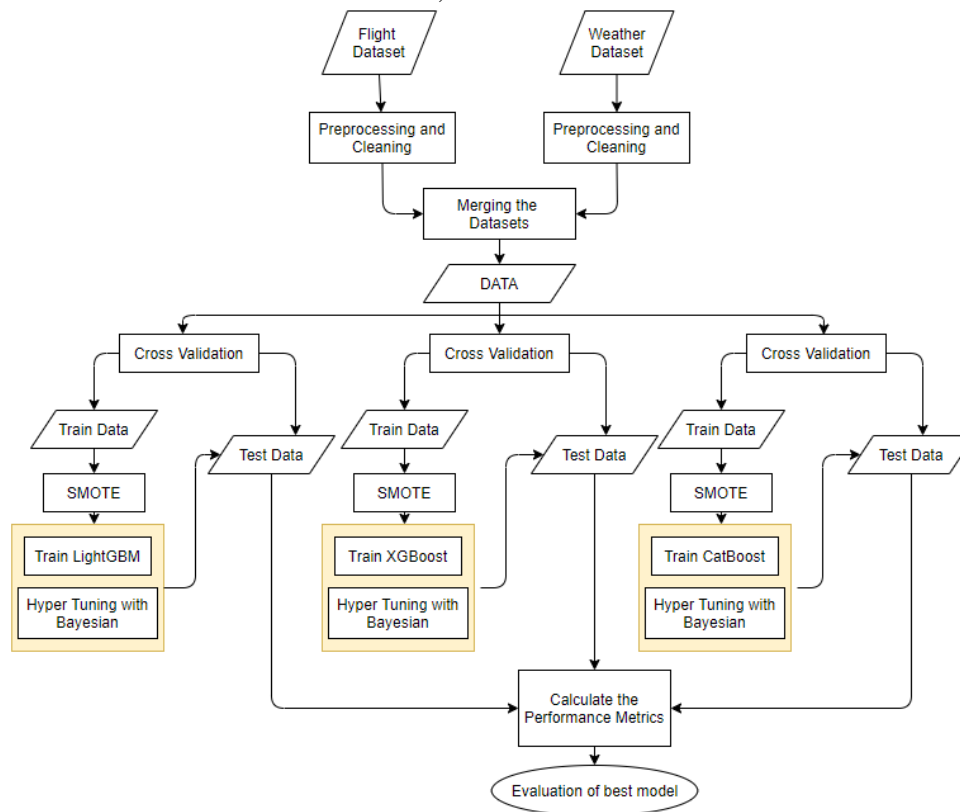 Flight
Dataset
Weather
Dataset
Preprocessing and
Cleaning
Preprocessing and
Cleaning
Merging the
Datasets
DATA
Cross Validation
Cross Validation
Cross Validation
Train Data
Test Data
Train Data
Test Data
Train Data
Test Data
SMOTE
SMOTE
SMOTE
Train LightGBM
Hyper Tuning with
Bayesian
Train XGBoost
Hyper Tuning with
Bayesian
Train CatBoost
Hyper Tuning with
Bayesian
Calculate the
Performance Metrics
Evaluation of best model